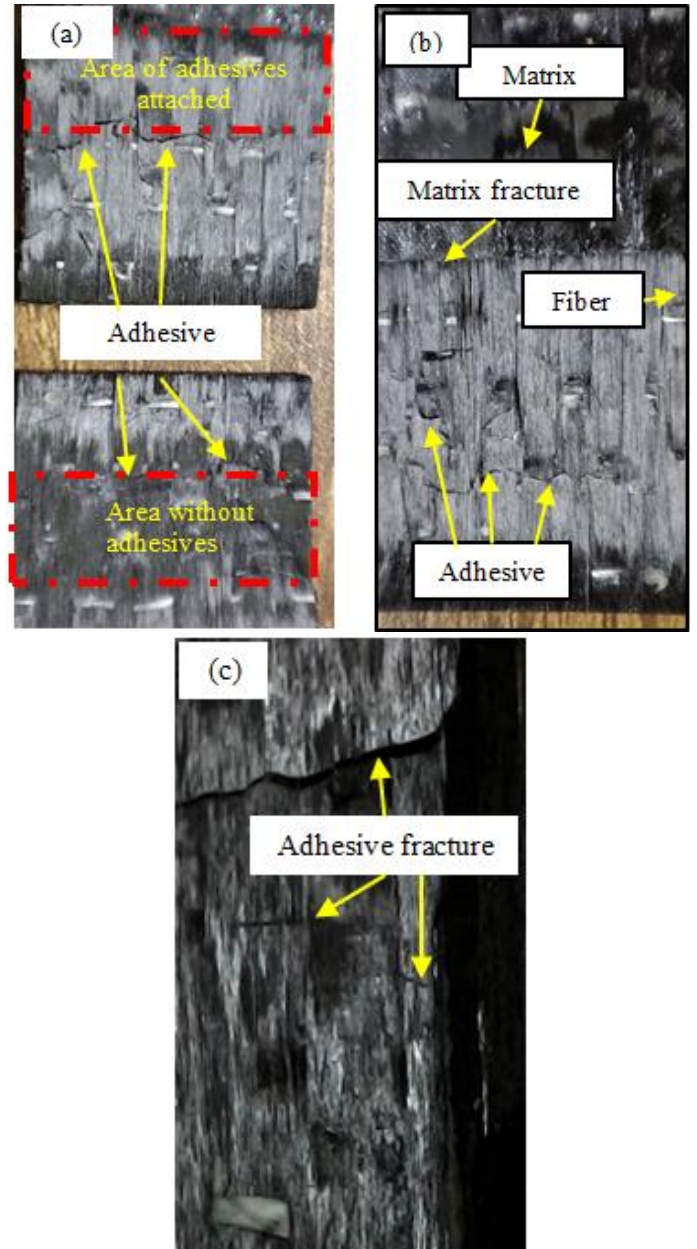 (a)
Area of adhesives
attached
Adhesive
Area without
adhesives
(b)
Matrix
Matrix fracture
Fiber
Adhesive
(c)
Adhesive fracture